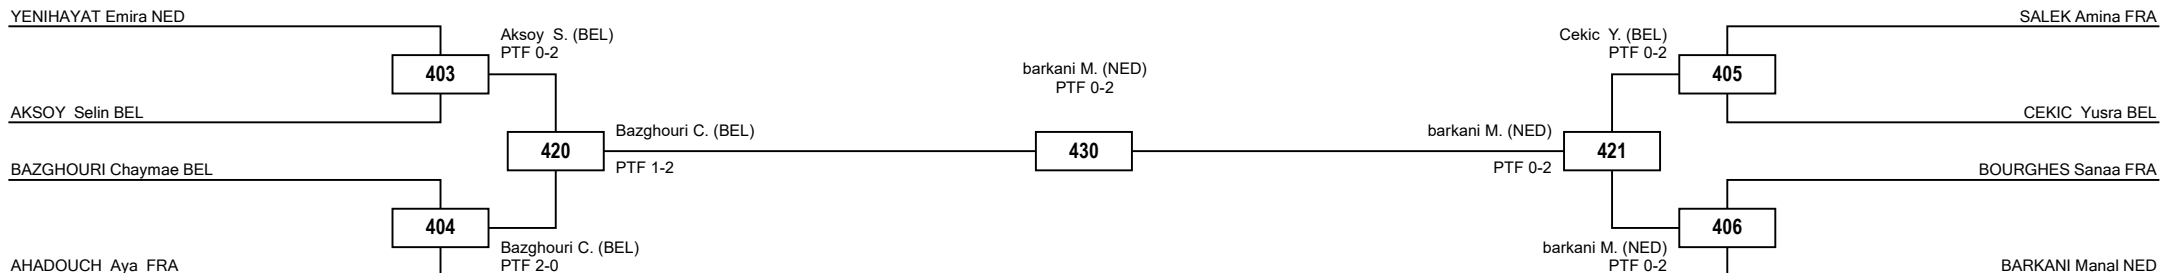 YENIHAYAT Emira NED
SALEK Amina FRA
Aksoy S. (BEL)
PTF 0-2
Cekic Y. (BEL)
PTF 0-2
403
barkani M. (NED)
PTF 0-2
405
AKSOY Selin BEL
CEKIC Yusra BEL
Bazghouri C. (BEL)
barkani M. (NED)
420
430
421
PTF 1-2
PTF 0-2
BAZGHOURI Chaymae BEL
BOURGHES Sanaa FRA
404
406
Bazghouri C. (BEL)
PTF 2-0
barkani M. (NED)
PTF 0-2
AHADOUCH Aya FRA
BARKANI Manal NED